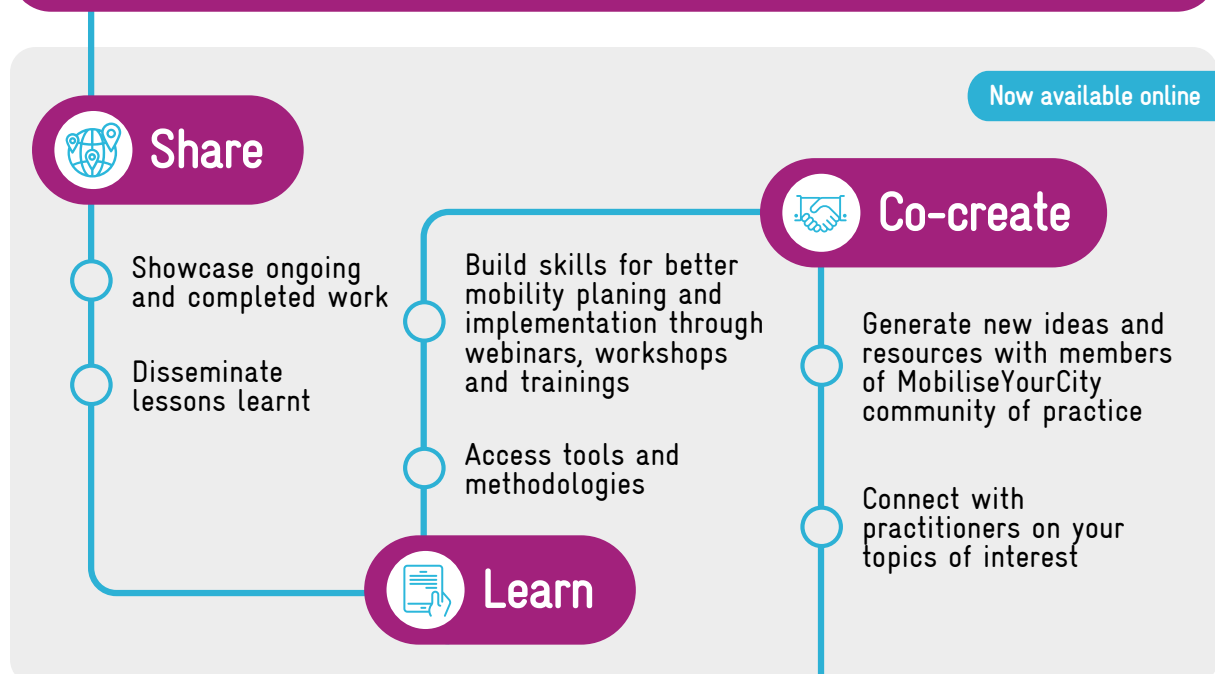 Now available online
Share
Showcase ongoing
and completed work
Disseminate
lessons learnt
Learn
Build skills for better
mobility planing and
implementation through
webinars, workshops
and trainings
Access tools and
methodologies
Co-create
Generate new ideas and
resources with members
of MobiliseYourCity
community of practice
Connect with
practitioners on your
topics of interest